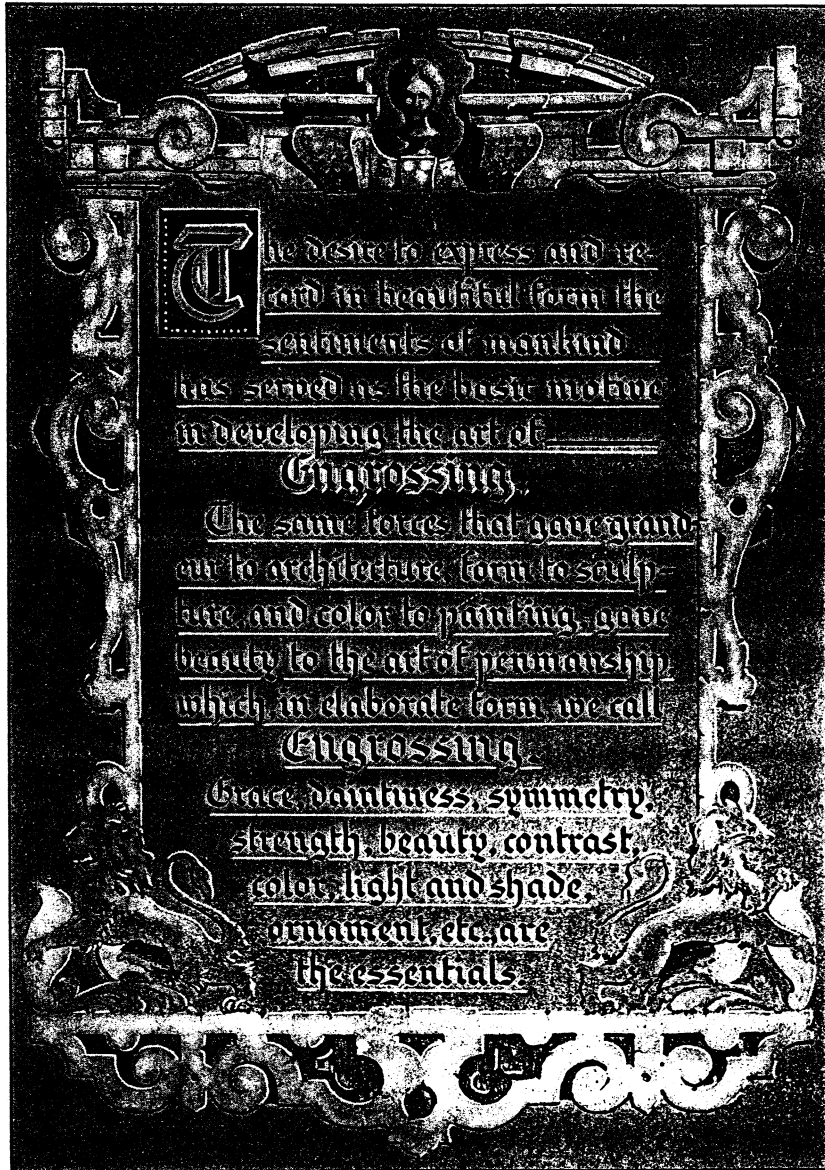 The desire to express and re-
cord in beautiful form the
sentiments of mankind
has served as the basic motive
in developing the art of
Engrossing.
The same forces that gave grand-
eur to architecture, form to sculp-
ture, and color to painting, gave
beauty to the art of penmanship,
which, in elaborate form, we call
Engrossing.
Grace, daintiness, symmetry,
strength, beauty, contrast,
color, light and shade,
ornament, etc., are
the essentials.